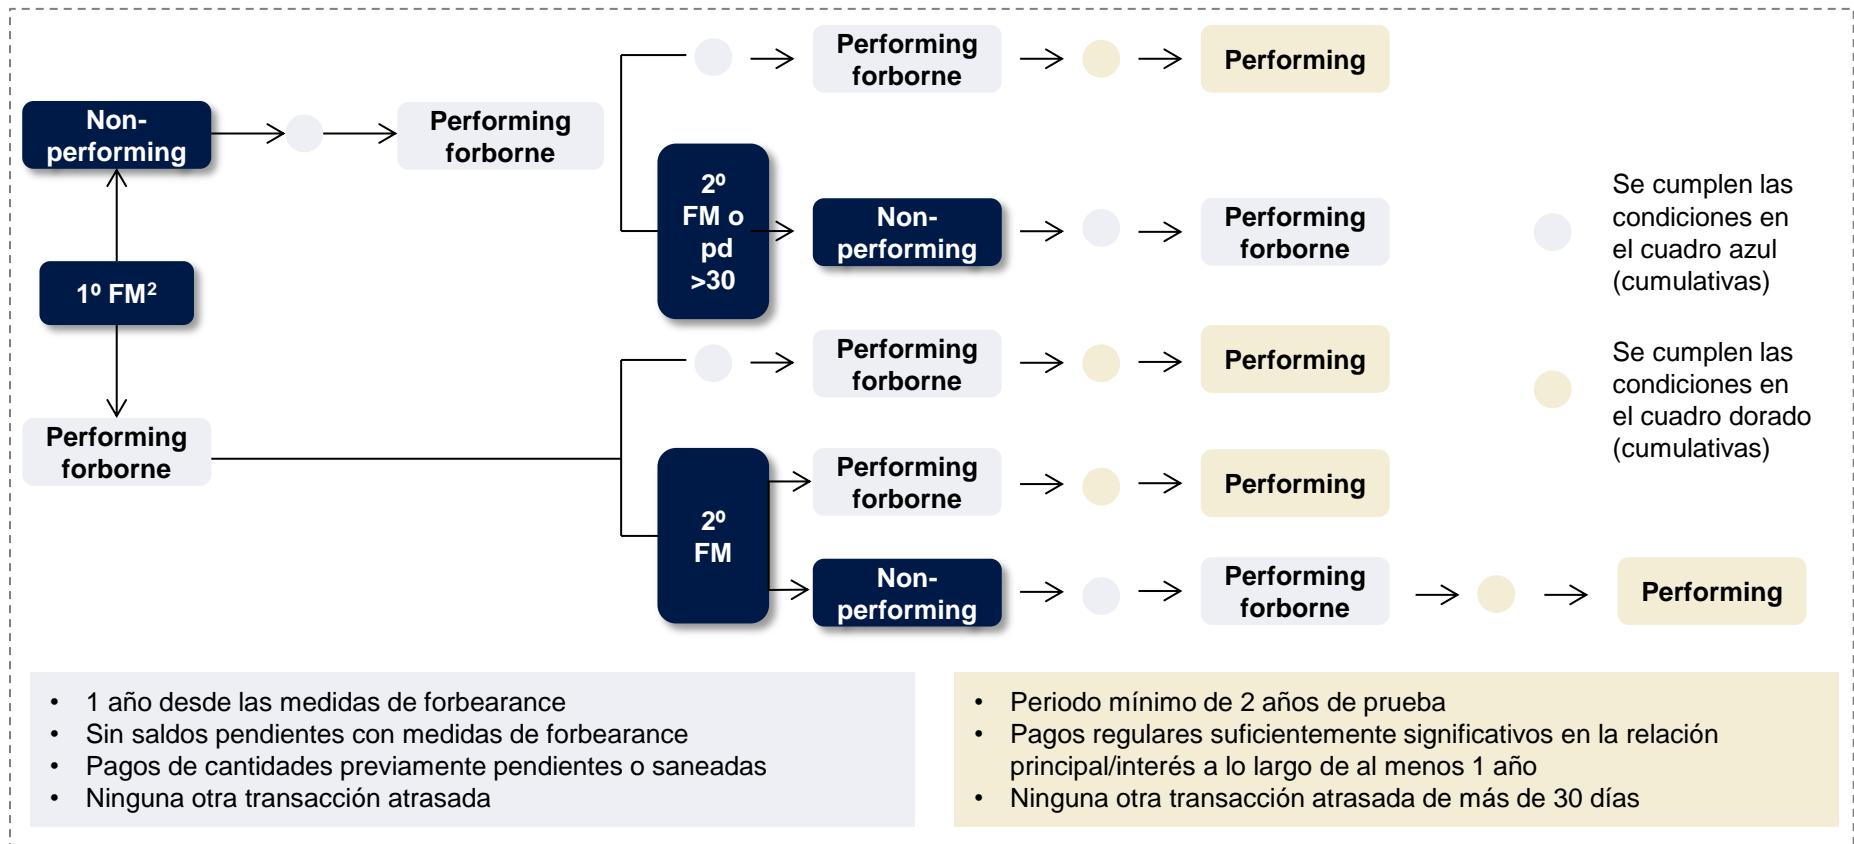 Performing
forborne
Performing
Non-
performing
Performing
forborne
2º
FM o
pd
>30
Non-
performing
Performing
forborne
Se cumplen las
condiciones en
el cuadro azul
(cumulativas)
1º FM²
Performing
forborne
Performing
Se cumplen las
condiciones en
el cuadro dorado
(cumulativas)
Performing
forborne
2º
FM
Performing
forborne
Performing
Non-
performing
Performing
forborne
Performing
• 1 año desde las medidas de forbearance
• Sin saldos pendientes con medidas de forbearance
• Pagos de cantidades previamente pendientes o saneadas
• Ninguna otra transacción atrasada
• Periodo mínimo de 2 años de prueba
• Pagos regulares suficientemente significativos en la relación
principal/interés a lo largo de al menos 1 año
• Ninguna otra transacción atrasada de más de 30 días